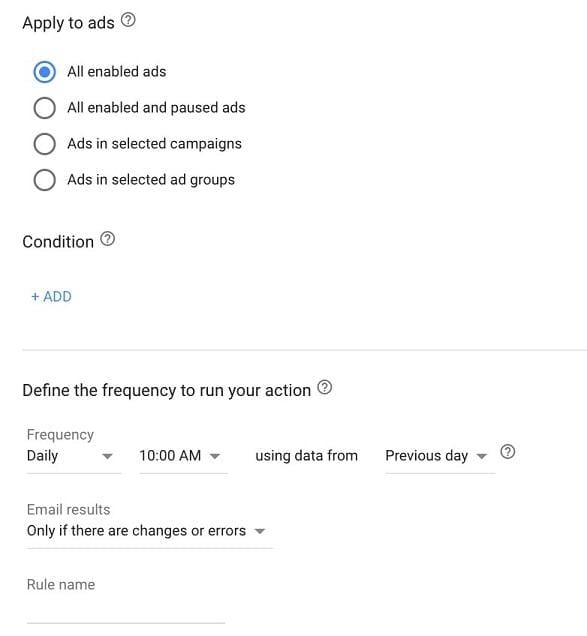 Apply to ads
All enabled ads
All enabled and paused ads
Ads in selected campaigns
Ads in selected ad groups
Condition
+ ADD
Define the frequency to run your action
Frequency
Daily 10:00 AM using data from Previous day
Email results
Only if there are changes or errors
Rule name